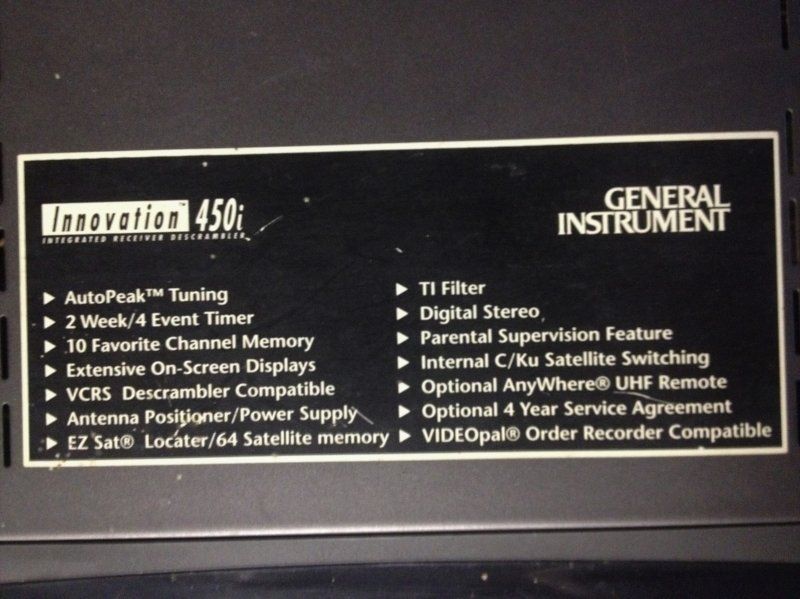 Innovation™ 450i
INTEGRATED RECEIVER DESCRAMBLER
GENERAL
INSTRUMENT
▶ AutoPeak™ Tuning
▶ 2 Week/4 Event Timer
▶ 10 Favorite Channel Memory
▶ Extensive On-Screen Displays
▶ VCRS Descrambler Compatible
▶ Antenna Positioner/Power Supply
▶ EZ Sat® Locater/64 Satellite memory
▶ TI Filter
▶ Digital Stereo
▶ Parental Supervision Feature
▶ Internal C/Ku Satellite Switching
▶ Optional AnyWhere® UHF Remote
▶ Optional 4 Year Service Agreement
▶ VIDEOpal® Order Recorder Compatible